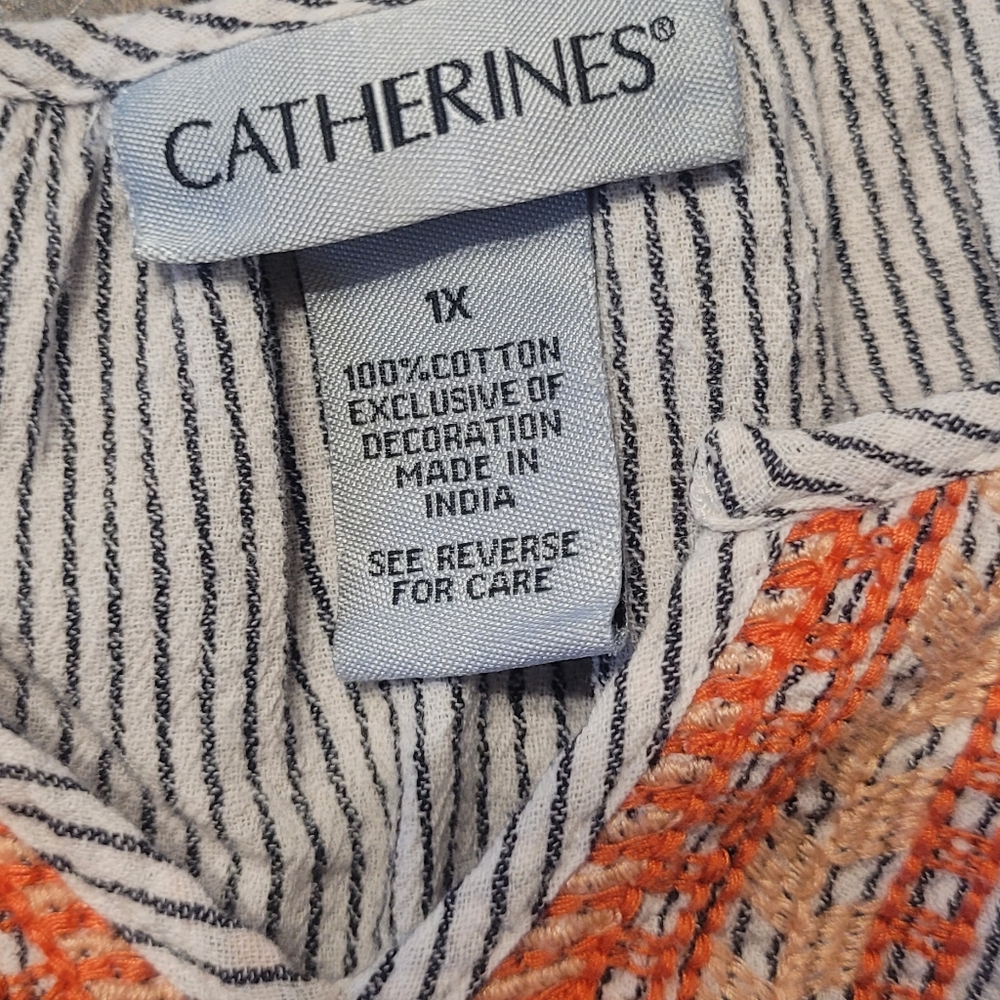 CATHERINES®
1X
100%COTTON
EXCLUSIVE OF
DECORATION
MADE IN
INDIA
SEE REVERSE
FOR CARE